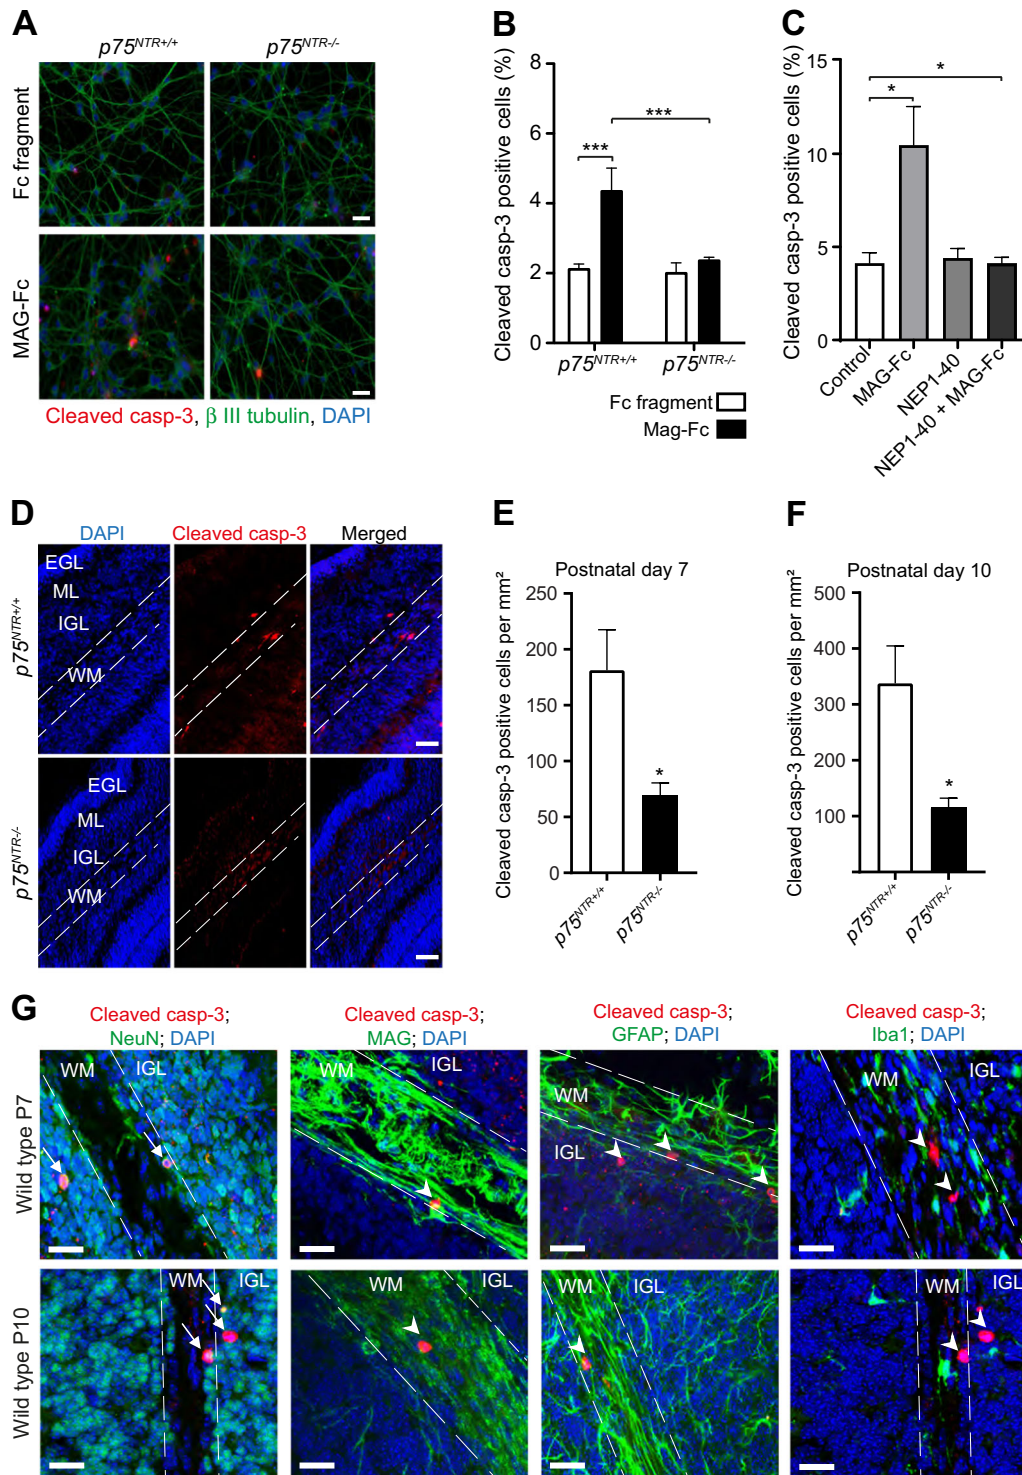 A
p75NTR+/+
p75NTR-/-
Fc fragment
MAG-Fc
Cleaved casp-3, β III tubulin, DAPI
B
Cleaved casp-3 positive cells (%)
8
6
4
2
0
***
***
p75NTR+/+
p75NTR-/-
Fc fragment
Mag-Fc
C
Cleaved casp-3 positive cells (%)
15
10
5
0
*
*
Control
MAG-Fc
NEP1-40
NEP1-40 + MAG-Fc
D
DAPI
Cleaved casp-3
Merged
p75NTR+/+
EGL
ML
IGL
WM
p75NTR-/-
EGL
ML
IGL
WM
E
Postnatal day 7
Cleaved casp-3 positive cells per mm²
250
200
150
100
50
0
*
p75NTR+/+
p75NTR-/-
F
Postnatal day 10
Cleaved casp-3 positive cells per mm²
500
400
300
200
100
*
p75NTR+/+
p75NTR-/-
G
Cleaved casp-3;
NeuN; DAPI
Cleaved casp-3;
MAG; DAPI
Cleaved casp-3;
GFAP; DAPI
Cleaved casp-3;
Iba1; DAPI
Wild type P7
WM
IGL
WM
IGL
WM
IGL
WM
IGL
Wild type P10
WM
IGL
WM
IGL
WM
IGL
WM
IGL